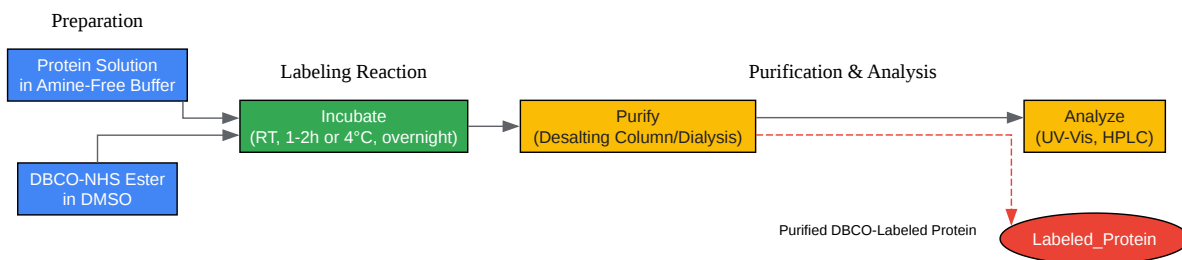 Preparation
Protein Solution
in Amine-Free Buffer
DBCO-NHS Ester
in DMSO
Labeling Reaction
Incubate
(RT, 1-2h or 4°C, overnight)
Purification & Analysis
Purify
(Desalting Column/Dialysis)
Analyze
(UV-Vis, HPLC)
Purified DBCO-Labeled Protein
Labeled_Protein